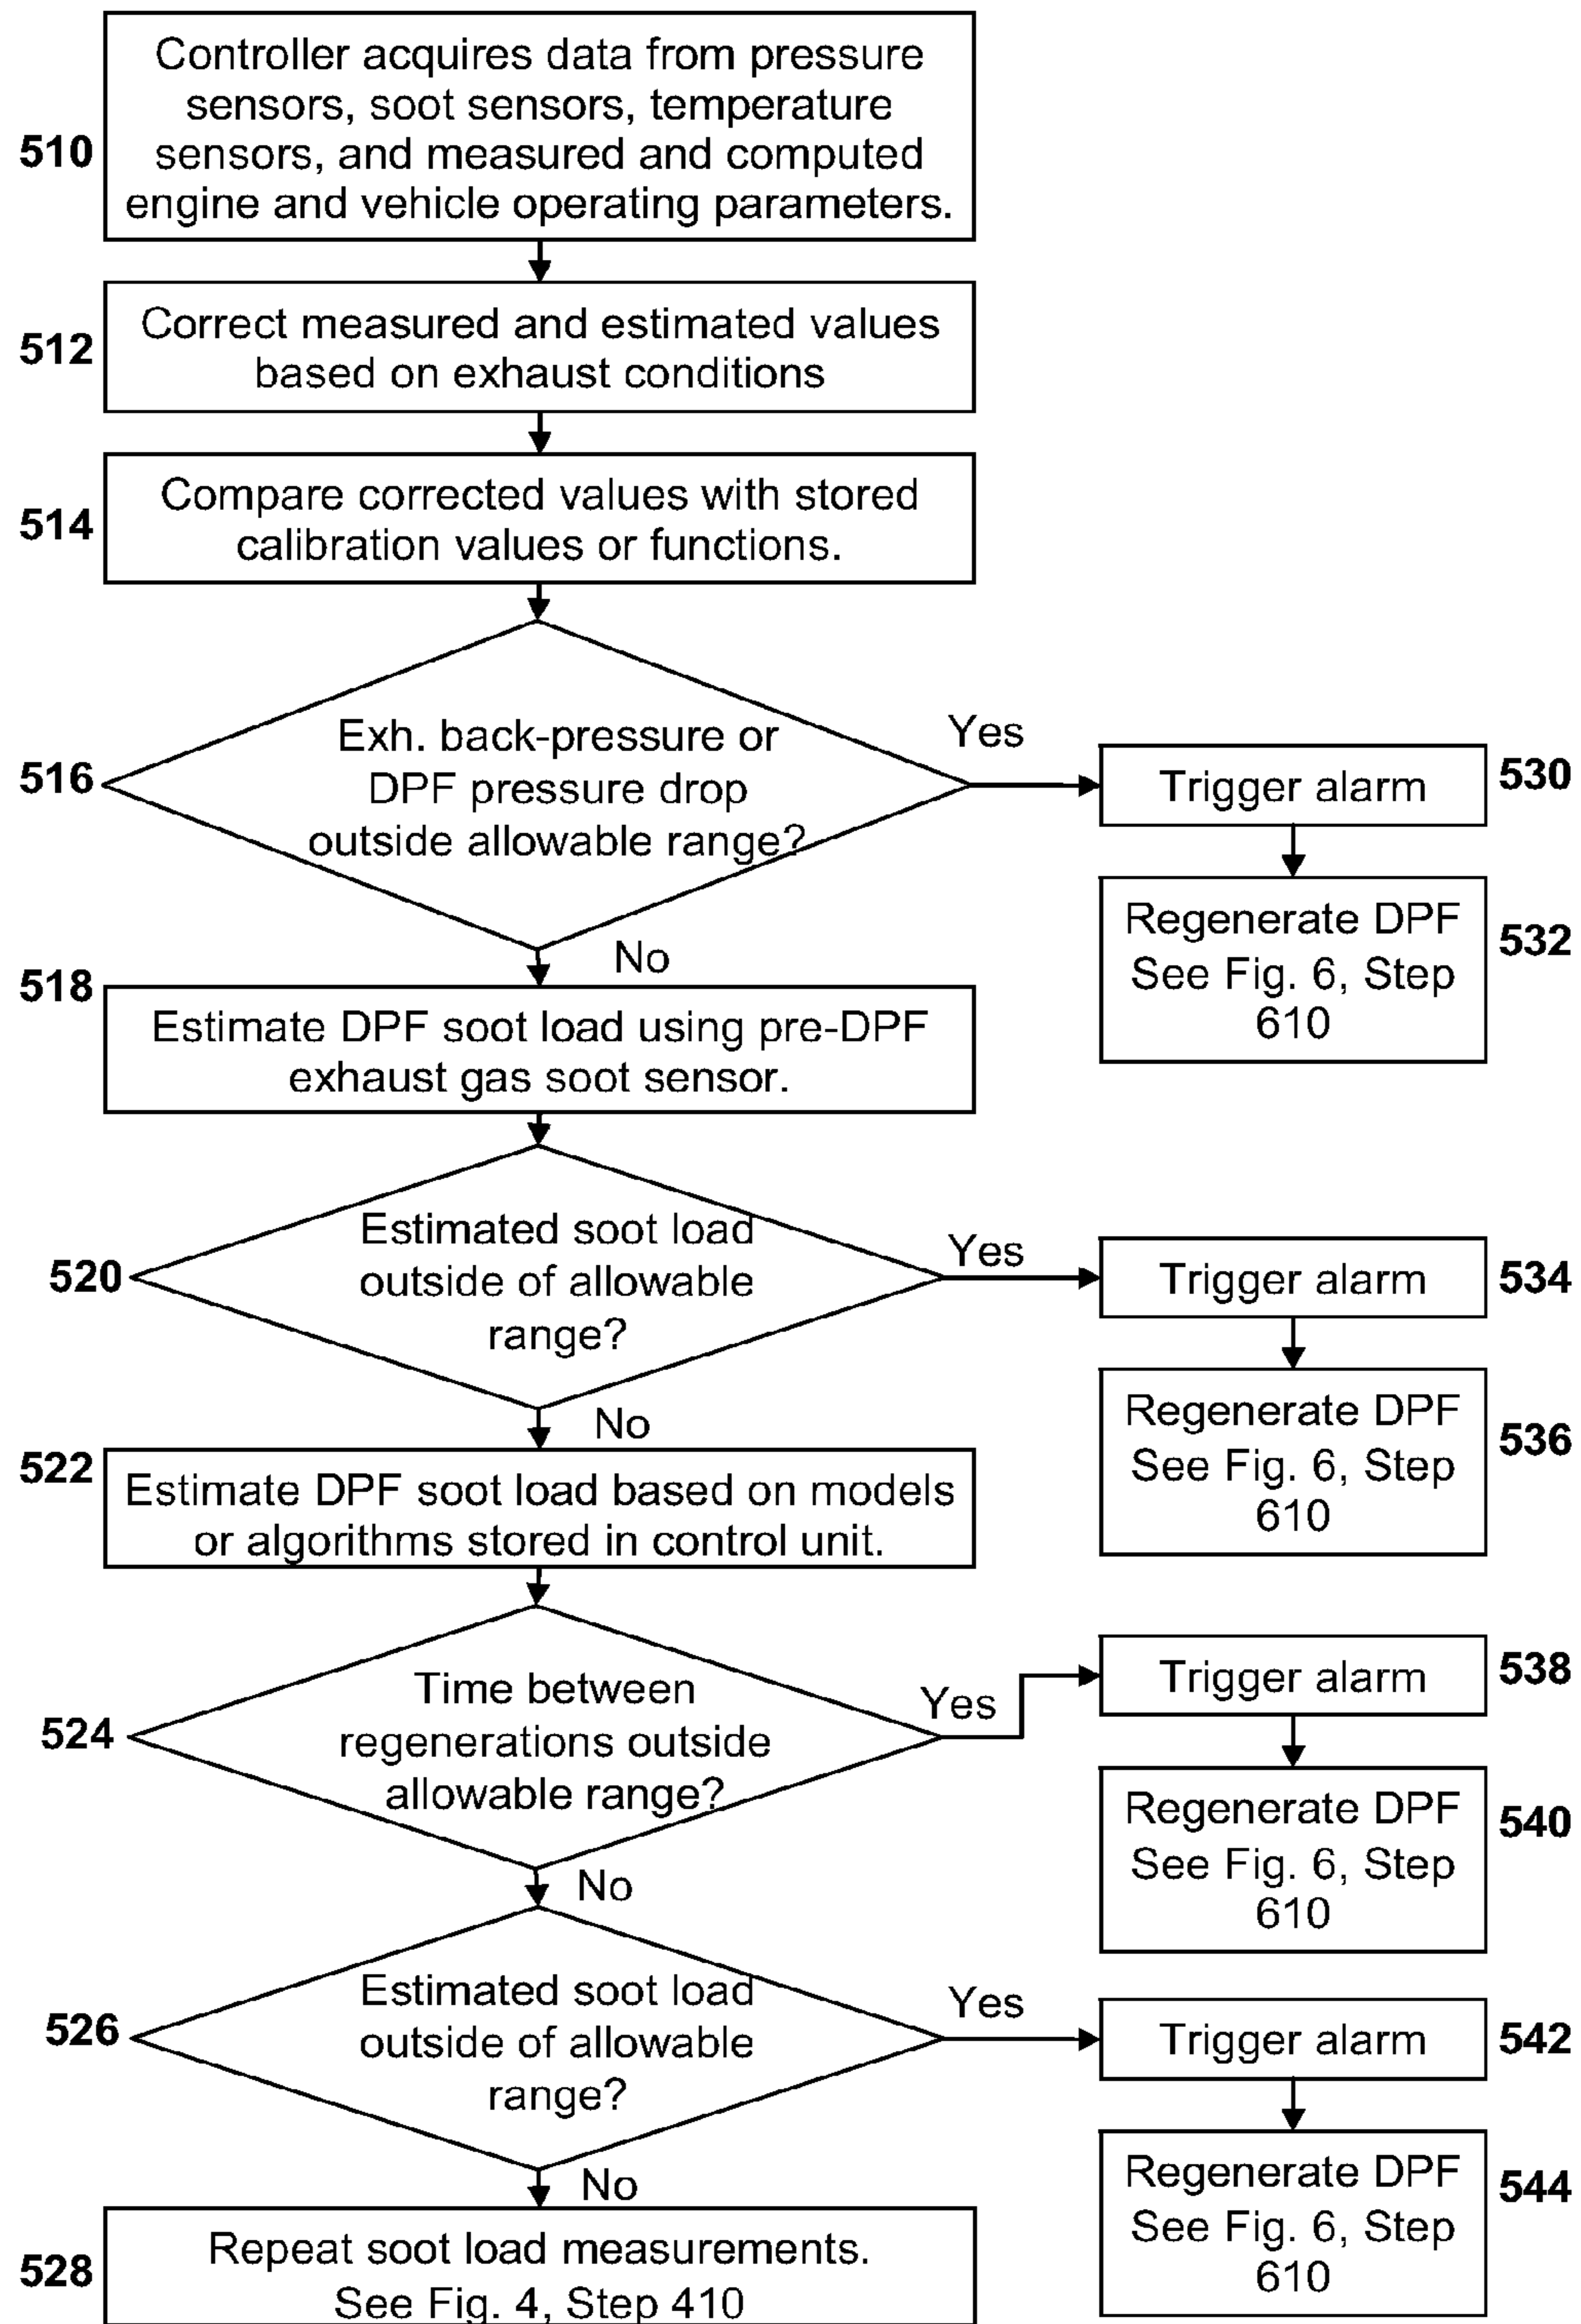 510
Controller acquires data from pressure
sensors, soot sensors, temperature
sensors, and measured and computed
engine and vehicle operating parameters.
512
Correct measured and estimated values
based on exhaust conditions
514
Compare corrected values with stored
calibration values or functions.
516
Exh. back-pressure or
DPF pressure drop
outside allowable range?
Yes
Trigger alarm
530
Regenerate DPF
See Fig. 6, Step
610
532
No
518
Estimate DPF soot load using pre-DPF
exhaust gas soot sensor.
520
Estimated soot load
outside of allowable
range?
Yes
Trigger alarm
534
Regenerate DPF
See Fig. 6, Step
610
536
No
522
Estimate DPF soot load based on models
or algorithms stored in control unit.
524
Time between
regenerations outside
allowable range?
Yes
Trigger alarm
538
Regenerate DPF
See Fig. 6, Step
610
540
No
526
Estimated soot load
outside of allowable
range?
Yes
Trigger alarm
542
Regenerate DPF
See Fig. 6, Step
610
544
No
528
Repeat soot load measurements.
See Fig. 4, Step 410